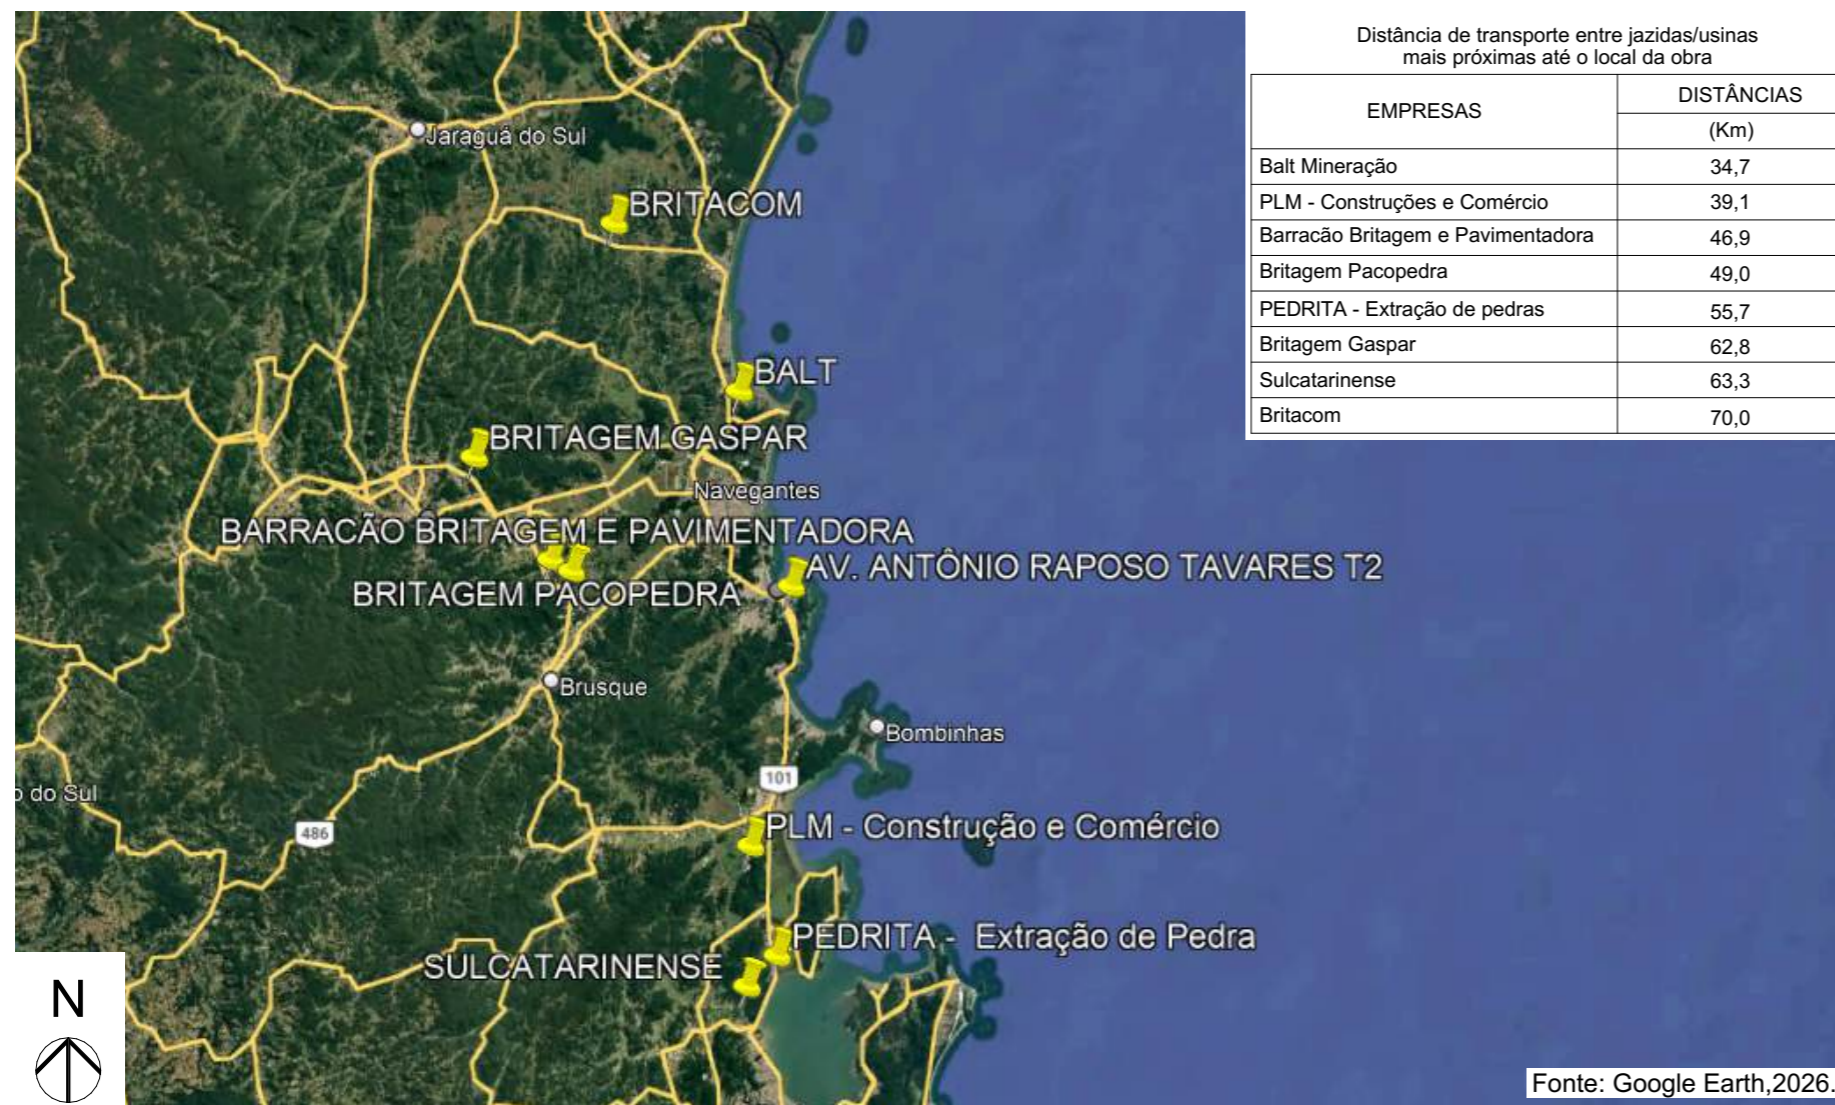 Distância de transporte entre jazidas/usinas
mais próximas até o local da obra
EMPRESAS DISTÂNCIAS
(Km)
Balt Mineração 34,7
PLM - Construções e Comércio 39,1
Barracão Britagem e Pavimentadora 46,9
Britagem Pacopedra 49,0
PEDRITA - Extração de pedras 55,7
Britagem Gaspar 62,8
Sulcatarinense 63,3
Britacom 70,0
Jaraguá do Sul
BRITACOM
BALT
BRITAGEM GASPAR
Navegantes
BARRACÃO BRITAGEM E PAVIMENTADORA
AV. ANTÔNIO RAPOSO TAVARES T2
BRITAGEM PACOPEDRA
Brusque
Bombinhas
101
o do Sul
486
PLM - Construção e Comércio
PEDRITA - Extração de Pedra
SULCATARINENSE
N
Fonte: Google Earth,2026.